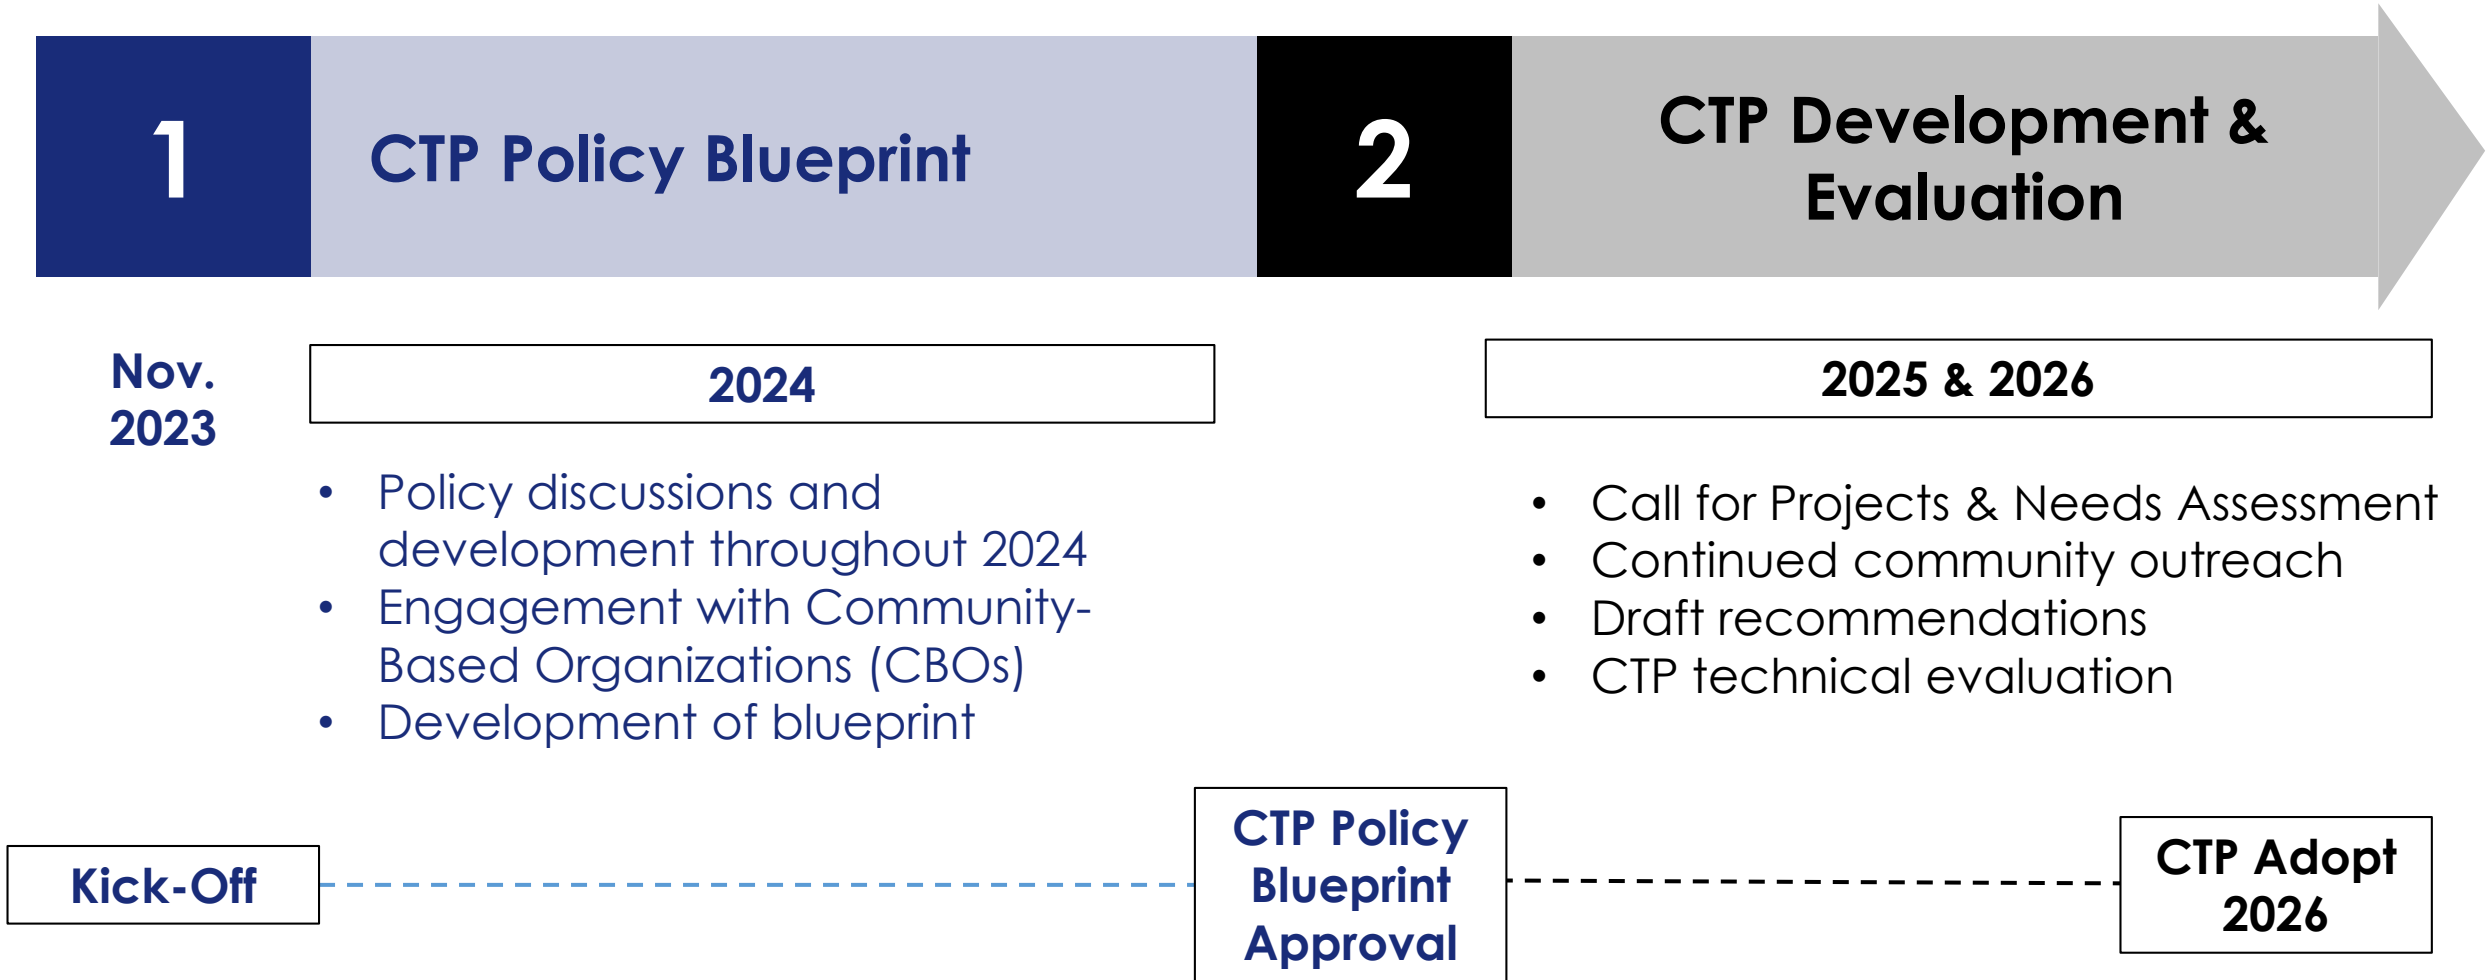 1
CTP Policy Blueprint
2
CTP Development &
Evaluation
Nov.
2023
2024
• Policy discussions and
development throughout 2024
• Engagement with Community-
Based Organizations (CBOs)
• Development of blueprint
2025 & 2026
• Call for Projects & Needs Assessment
• Continued community outreach
• Draft recommendations
• CTP technical evaluation
Kick-Off
CTP Policy
Blueprint
Approval
CTP Adopt
2026